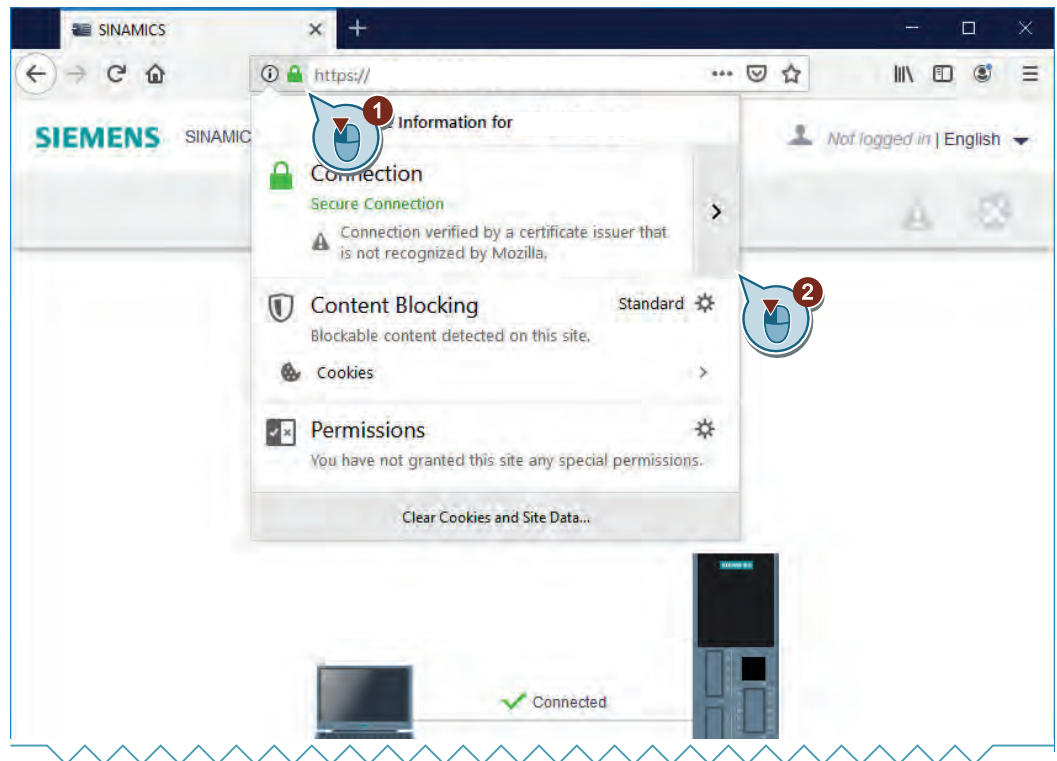 SINAMICS
https://
1
Information for
SIEMENS SINAMIC
Not logged in | English
Connection
Secure Connection
Connection verified by a certificate issuer that
is not recognized by Mozilla.
2
Content Blocking Standard
Blockable content detected on this site.
Cookies
Permissions
You have not granted this site any special permissions.
Clear Cookies and Site Data...
SIEMENS
Connected